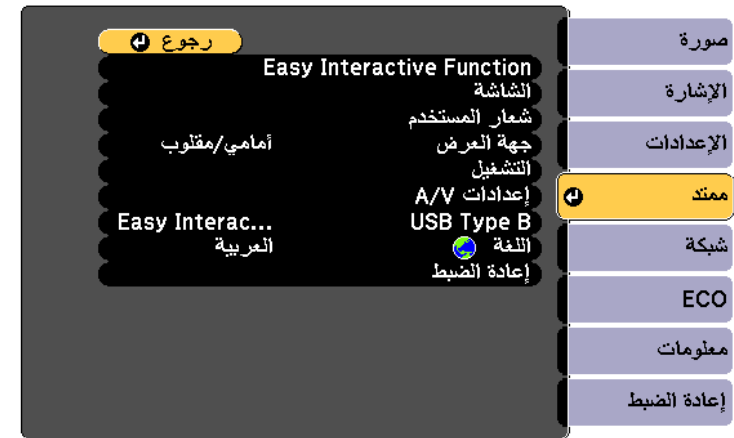 رجوع
Easy Interactive Function
الشاشة
شعار المستخدم
جهة العرض أمامي/مقلوب
التشغيل
إعدادات A/V
USB Type B Easy Interac...
اللغة العربية
إعادة الضبط
صورة
الإشارة
الإعدادات
ممتد
شبكة
ECO
معلومات
إعادة الضبط